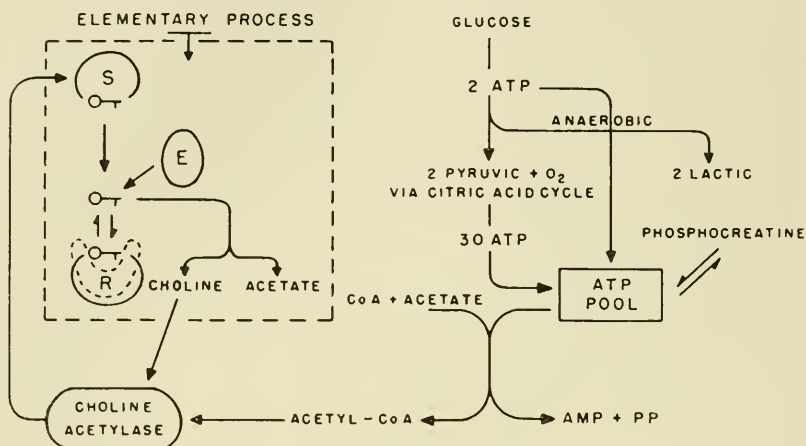 ELEMENTARY PROCESS
S
E
R
CHOLINE
ACETATE
CHOLINE
ACETYLASE
GLUCOSE
2 ATP
ANAEROBIC
2 PYRUVIC + O2
VIA CITRIC ACID CYCLE
2 LACTIC
30 ATP
PHOSPHOCREATINE
ATP
POOL
CoA + ACETATE
ACETYL-CoA
AMP + PP